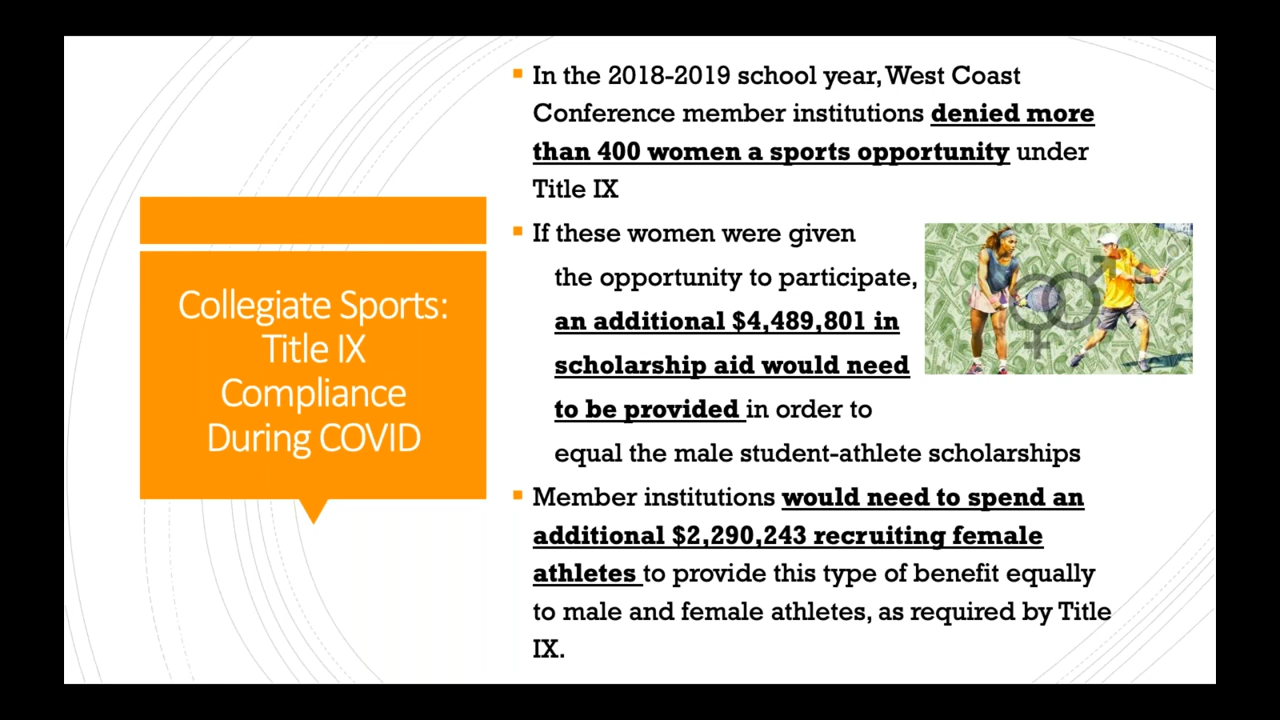 Collegiate Sports:
Title IX
Compliance
During COVID
In the 2018-2019 school year, West Coast
Conference member institutions denied more
than 400 women a sports opportunity under
Title IX
If these women were given
the opportunity to participate,
an additional $4,489,801 in
scholarship aid would need
to be provided in order to
equal the male student-athlete scholarships
Member institutions would need to spend an
additional $2,290,243 recruiting female
athletes to provide this type of benefit equally
to male and female athletes, as required by Title
IX.